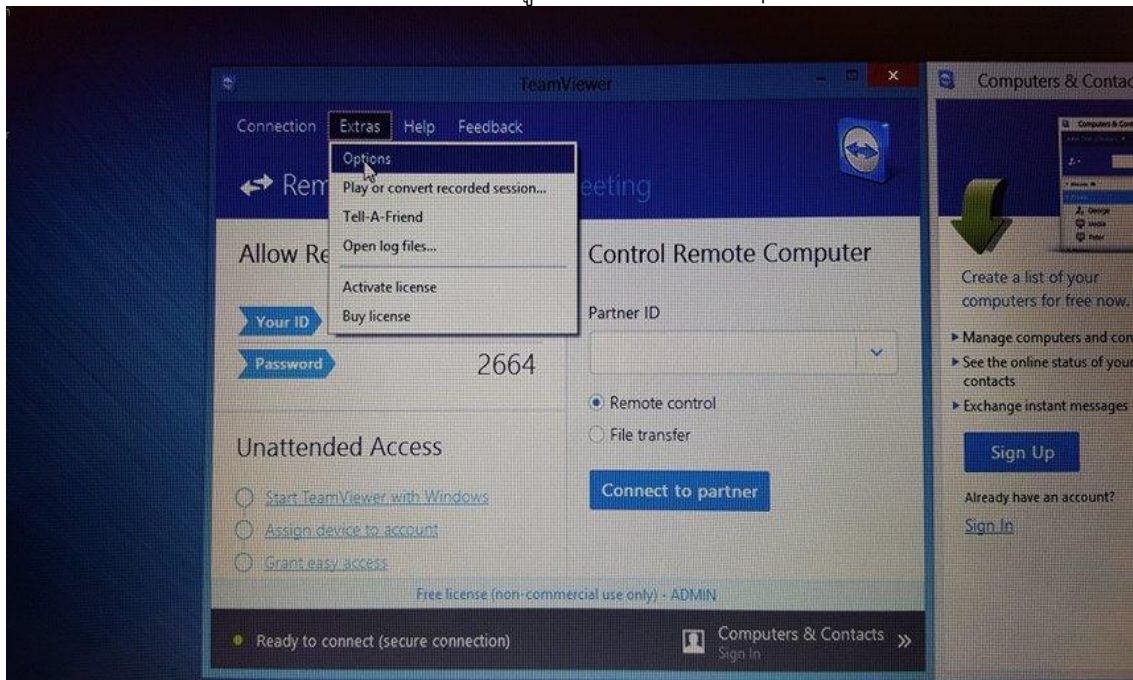 TeamViewer
Connection Extras Help Feedback
Options
Play or convert recorded session...
Tell-A-Friend
Open log files...
Activate license
Buy license
Allow Re
Your ID
Password
2664
Unattended Access
Start TeamViewer with Windows
Assign device to account
Grant easy access
Control Remote Computer
Partner ID
Remote control
File transfer
Connect to partner
Free license (non-commercial use only) - ADMIN
Ready to connect (secure connection)
Computers & Contacts
Sign In
Computers & Contac
Computers & Con
George
Media
Peter
Create a list of your
computers for free now.
Manage computers and con
See the online status of your
contacts
Exchange instant messages
Sign Up
Already have an account?
Sign In